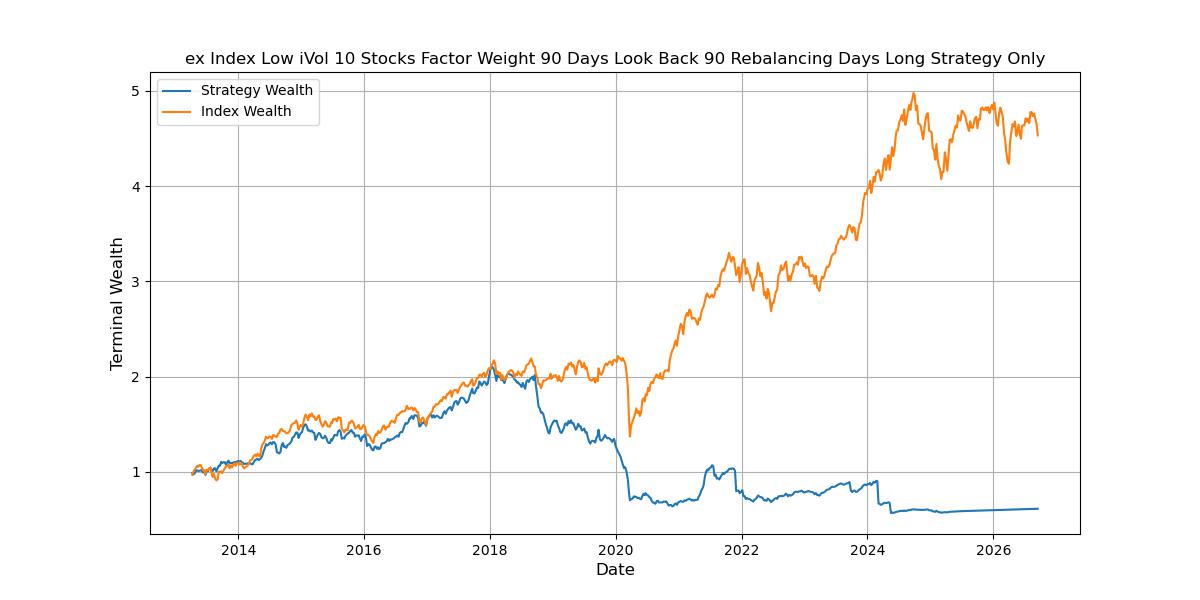 ex Index Low iVol 10 Stocks Factor Weight 90 Days Look Back 90 Rebalancing Days Long Strategy Only
Strategy Wealth
Index Wealth
Terminal Wealth
5
4
3
2
1
2014 2016 2018 2020 2022 2024 2026
Date